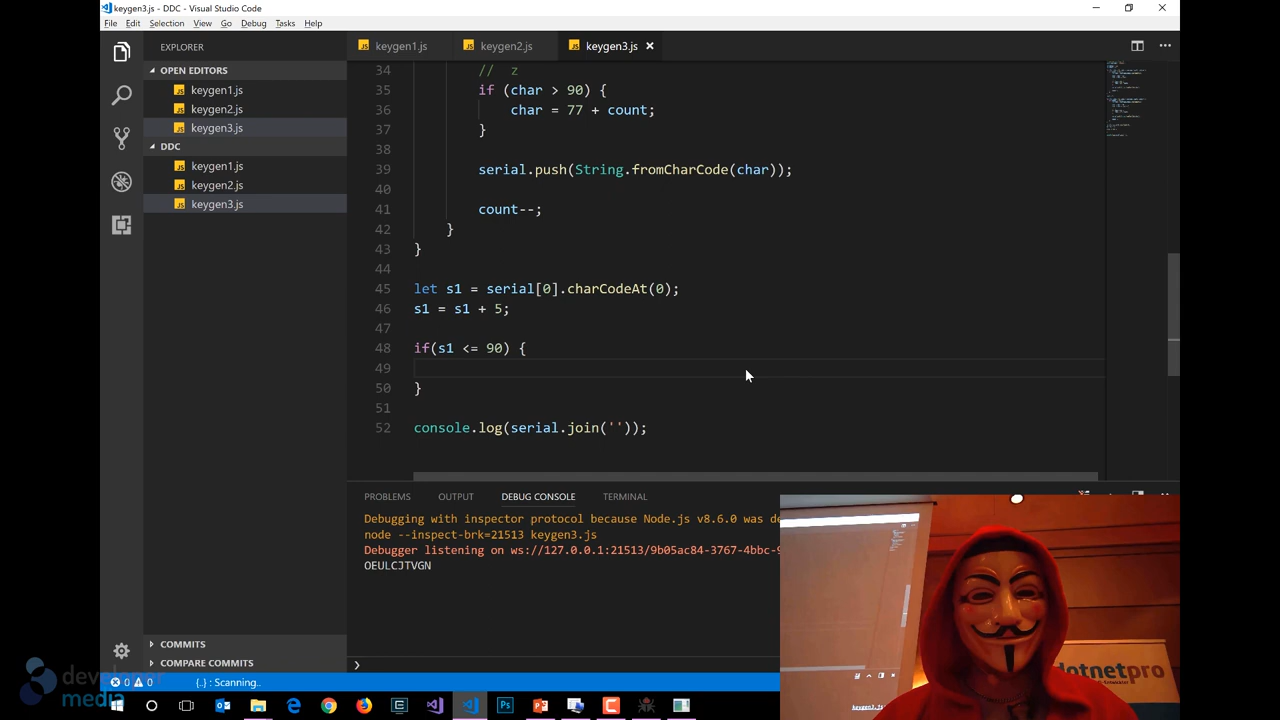 keygen3.js - DDC - Visual Studio Code
File Edit Selection View Go Debug Tasks Help
EXPLORER
OPEN EDITORS
keygen1.js
keygen2.js
keygen3.js
DDC
keygen1.js
keygen2.js
keygen3.js
COMMITS
COMPARE COMMITS
keygen1.js keygen2.js keygen3.js
34 // z
35 if (char > 90) {
36 char = 77 + count;
37 }
38
39 serial.push(String.fromCharCode(char));
40
41 count--;
42 }
43 }
44
45 let s1 = serial[0].charCodeAt(0);
46 s1 = s1 + 5;
47
48 if(s1 <= 90) {
49
50 }
51
52 console.log(serial.join(''));
PROBLEMS OUTPUT DEBUG CONSOLE TERMINAL
Debugging with inspector protocol because Node.js v8.6.0 was de
node --inspect-brk=21513 keygen3.js
Debugger listening on ws://127.0.0.1:21513/9b05ac84-3767-4bbc-9
OEULCJTVGN
0 0 {..} : Scanning..
developer
media
dotnetpro